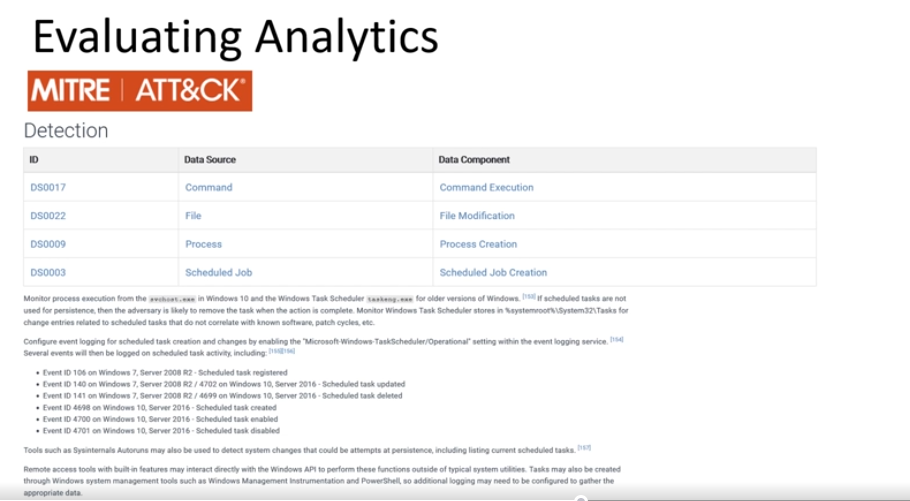 Evaluating Analytics
MITRE | ATT&CK®
Detection
ID Data Source Data Component
DS0017 Command Command Execution
DS0022 File File Modification
DS0009 Process Process Creation
DS0003 Scheduled Job Scheduled Job Creation
Monitor process execution from the svchost.exe in Windows 10 and the Windows Task Scheduler taskeng.exe for older versions of Windows. [153] If scheduled tasks are not
used for persistence, then the adversary is likely to remove the task when the action is complete. Monitor Windows Task Scheduler stores in %systemroot%\System32\Tasks for
change entries related to scheduled tasks that do not correlate with known software, patch cycles, etc.
Configure event logging for scheduled task creation and changes by enabling the "Microsoft-Windows-TaskScheduler/Operational" setting within the event logging service. [154]
Several events will then be logged on scheduled task activity, including: [155][156]
• Event ID 106 on Windows 7, Server 2008 R2 - Scheduled task registered
• Event ID 140 on Windows 7, Server 2008 R2 / 4702 on Windows 10, Server 2016 - Scheduled task updated
• Event ID 141 on Windows 7, Server 2008 R2 / 4699 on Windows 10, Server 2016 - Scheduled task deleted
• Event ID 4698 on Windows 10, Server 2016 - Scheduled task created
• Event ID 4700 on Windows 10, Server 2016 - Scheduled task enabled
• Event ID 4701 on Windows 10, Server 2016 - Scheduled task disabled
Tools such as Sysinternals Autoruns may also be used to detect system changes that could be attempts at persistence, including listing current scheduled tasks. [157]
Remote access tools with built-in features may interact directly with the Windows API to perform these functions outside of typical system utilities. Tasks may also be created
through Windows system management tools such as Windows Management Instrumentation and PowerShell, so additional logging may need to be configured to gather the
appropriate data.